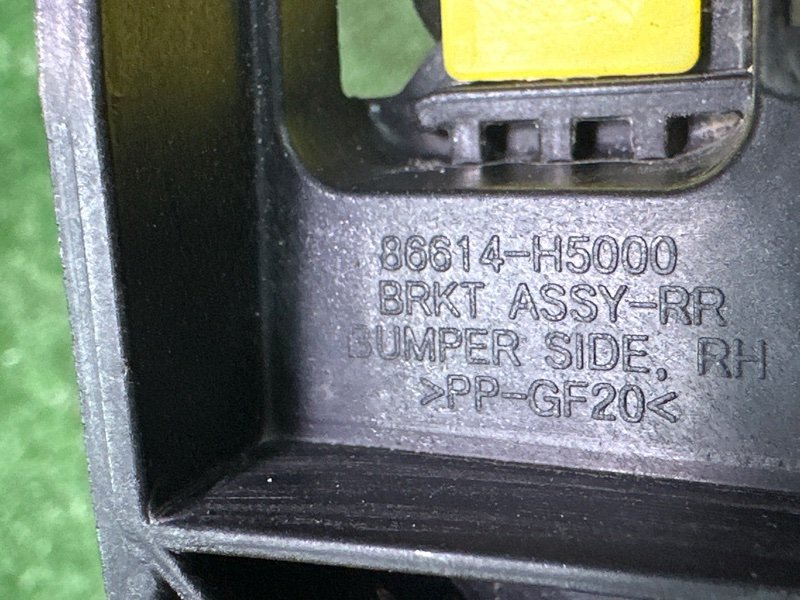 86614-H5000
BRKT ASSY-RR
BUMPER SIDE, RH
>PP-GF20<